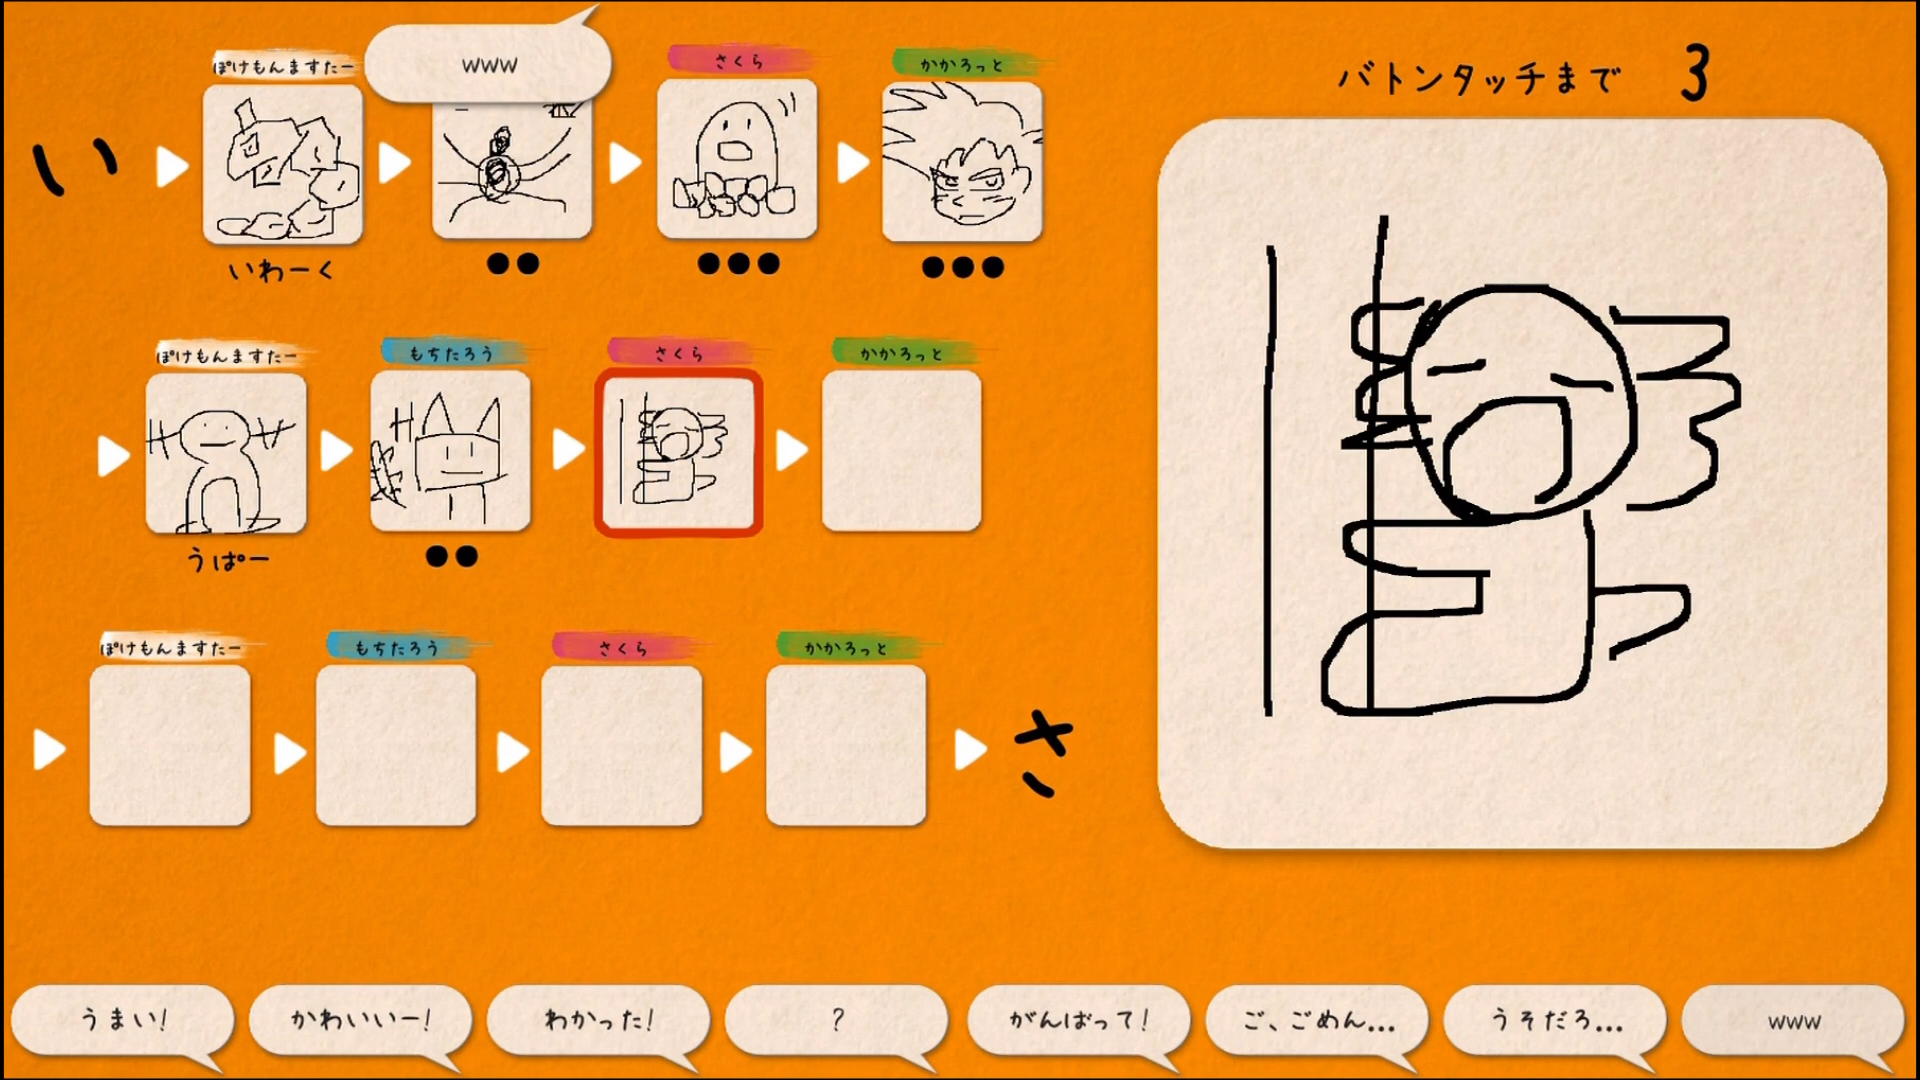 www
ぽけもんますたー
さくら
かかろっと
バトンタッチまで 3
い
いわーく
●●
●●●
●●●
ぽけもんますたー
もちたろう
さくら
かかろっと
うぱー
●●
ぽけもんますたー
もちたろう
さくら
かかろっと
さ
うまい!
かわいいー!
わかった!
?
がんばって!
ご、ごめん...
うそだろ...
www